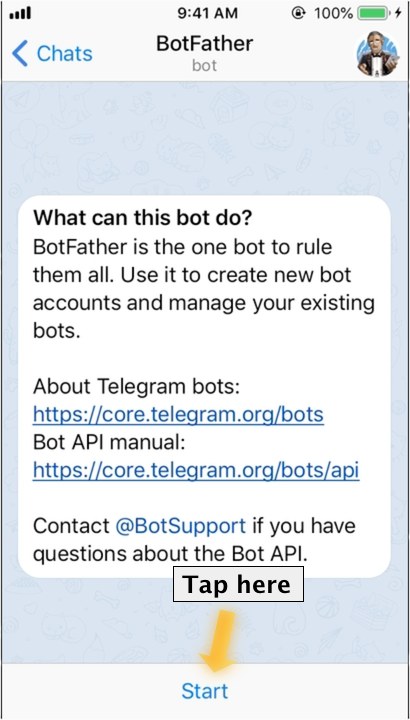 9:41 AM
100%
Chats
BotFather
bot
What can this bot do?
BotFather is the one bot to rule
them all. Use it to create new bot
accounts and manage your existing
bots.
About Telegram bots:
https://core.telegram.org/bots
Bot API manual:
https://core.telegram.org/bots/api
Contact @BotSupport if you have
questions about the Bot API.
Tap here
Start